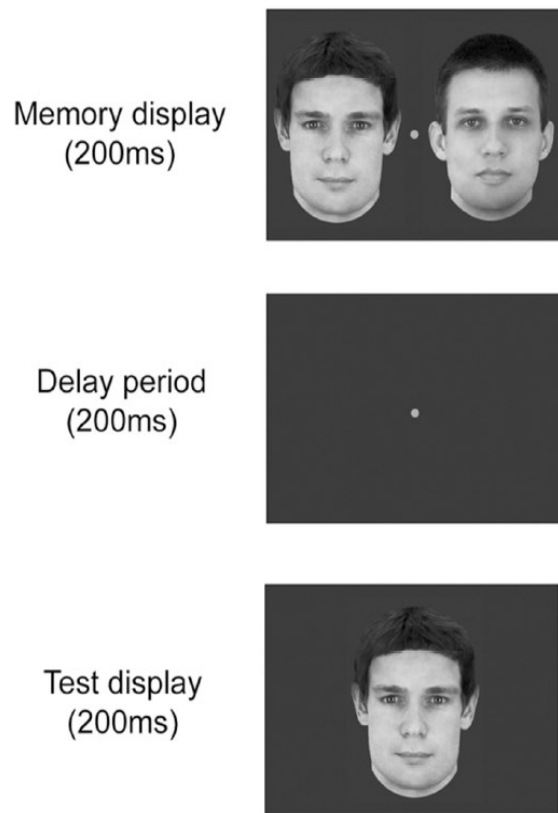 Memory display
(200ms)
Delay period
(200ms)
Test display
(200ms)